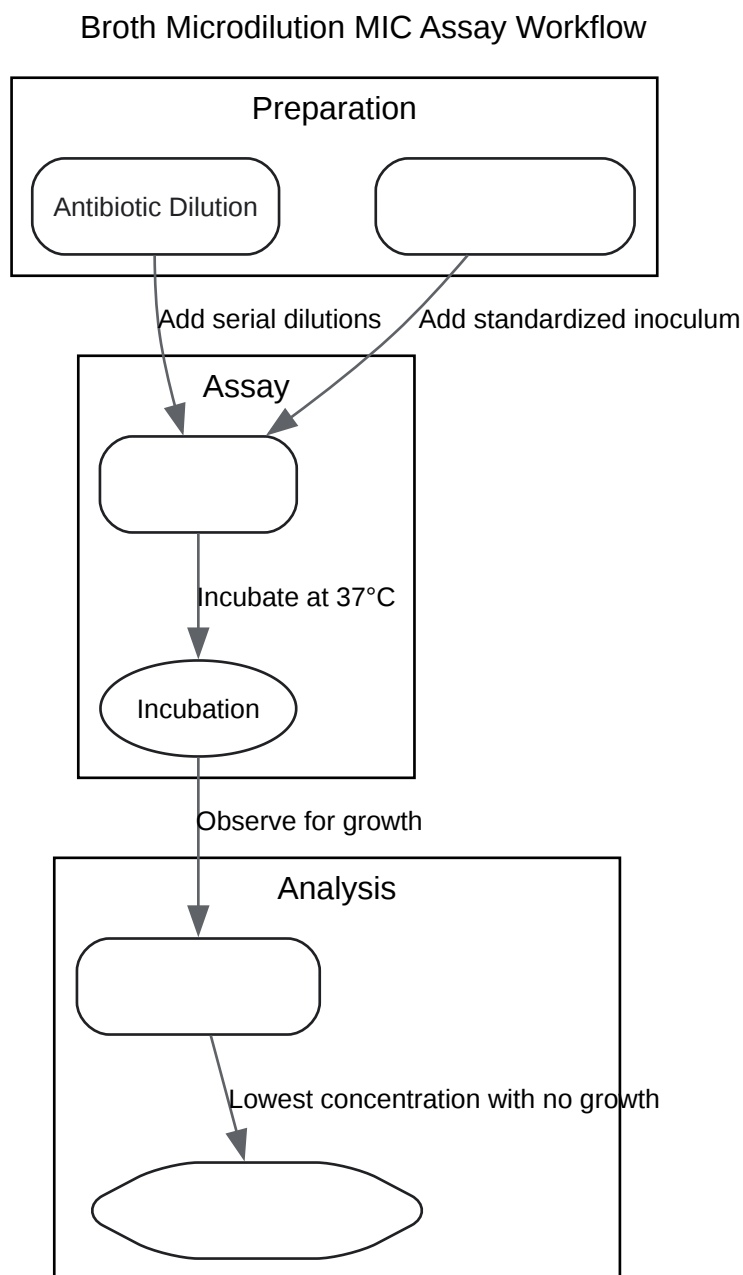 Broth Microdilution MIC Assay Workflow
Preparation
Antibiotic Dilution
Add serial dilutions
Add standardized inoculum
Assay
Incubate at 37°C
Incubation
Observe for growth
Analysis
Lowest concentration with no growth